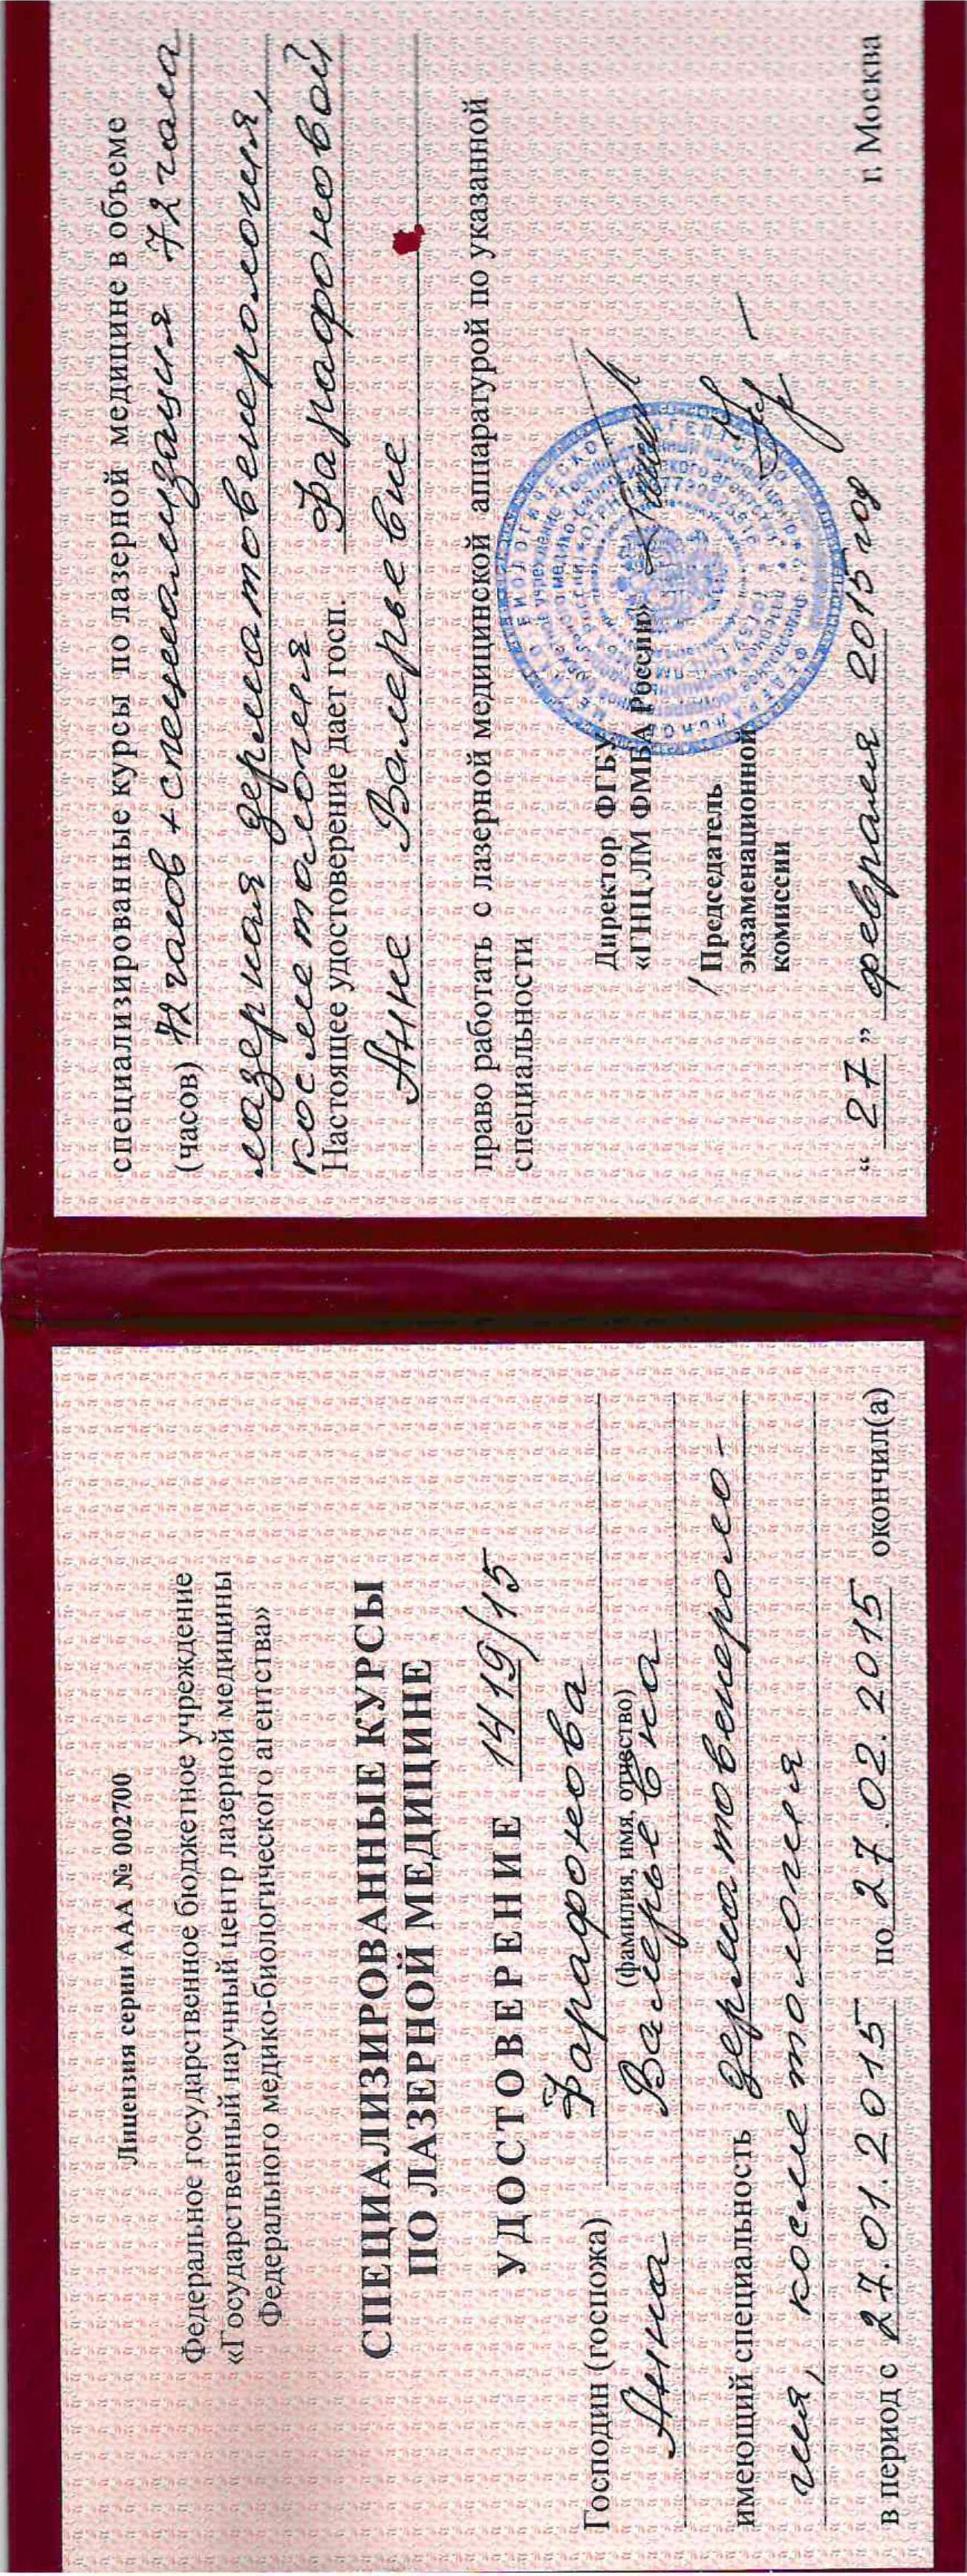 Лицензия серии ААА № 002700
Федеральное государственное бюджетное учреждение
«Государственный научный центр лазерной медицины
Федерального медико-биологического агентства»
СПЕЦИАЛИЗИРОВАННЫЕ КУРСЫ
ПО ЛАЗЕРНОЙ МЕДИЦИНЕ
УДОСТОВЕРЕНИЕ 1419/15
Господин (госпожа) Фарафонова
(фамилия, имя, отчество)
Анна Валерьевна
имеющий специальность дерматовенероло-
гия, косметология
в период с 27.01.2015 по 27.02.2015 окончил(а)
специализированные курсы по лазерной медицине в объеме
(часов) 72 часов + специализация 72 часа
лазерная дерматовенерология,
косметология
Настоящее удостоверение дает госп. Фарафоновой
Анне Валерьевне
право работать с лазерной медицинской аппаратурой по указанной
специальности
Директор ФГБУ
«ГНЦ ЛМ ФМБА России»
Председатель
экзаменационной
комиссии
“ 27 ” февраля 2015 год г. Москва